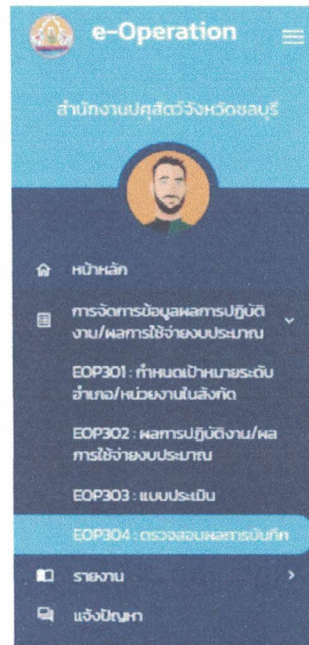 e-Operation
สำนักงานปศุสัตว์จังหวัดชลบุรี
หน้าหลัก
การจัดการข้อมูลผลการปฏิบัติ
งาน/ผลการใช้จ่ายงบประมาณ
EOP301 : กำหนดเป้าหมายระดับ
อำเภอ/หน่วยงานในสังกัด
EOP302 : ผลการปฏิบัติงาน/ผล
การใช้จ่ายงบประมาณ
EOP303 : แบบประเมิน
EOP304 : ตรวจสอบผลการบันทึก
รายงาน
แจ้งปัญหา